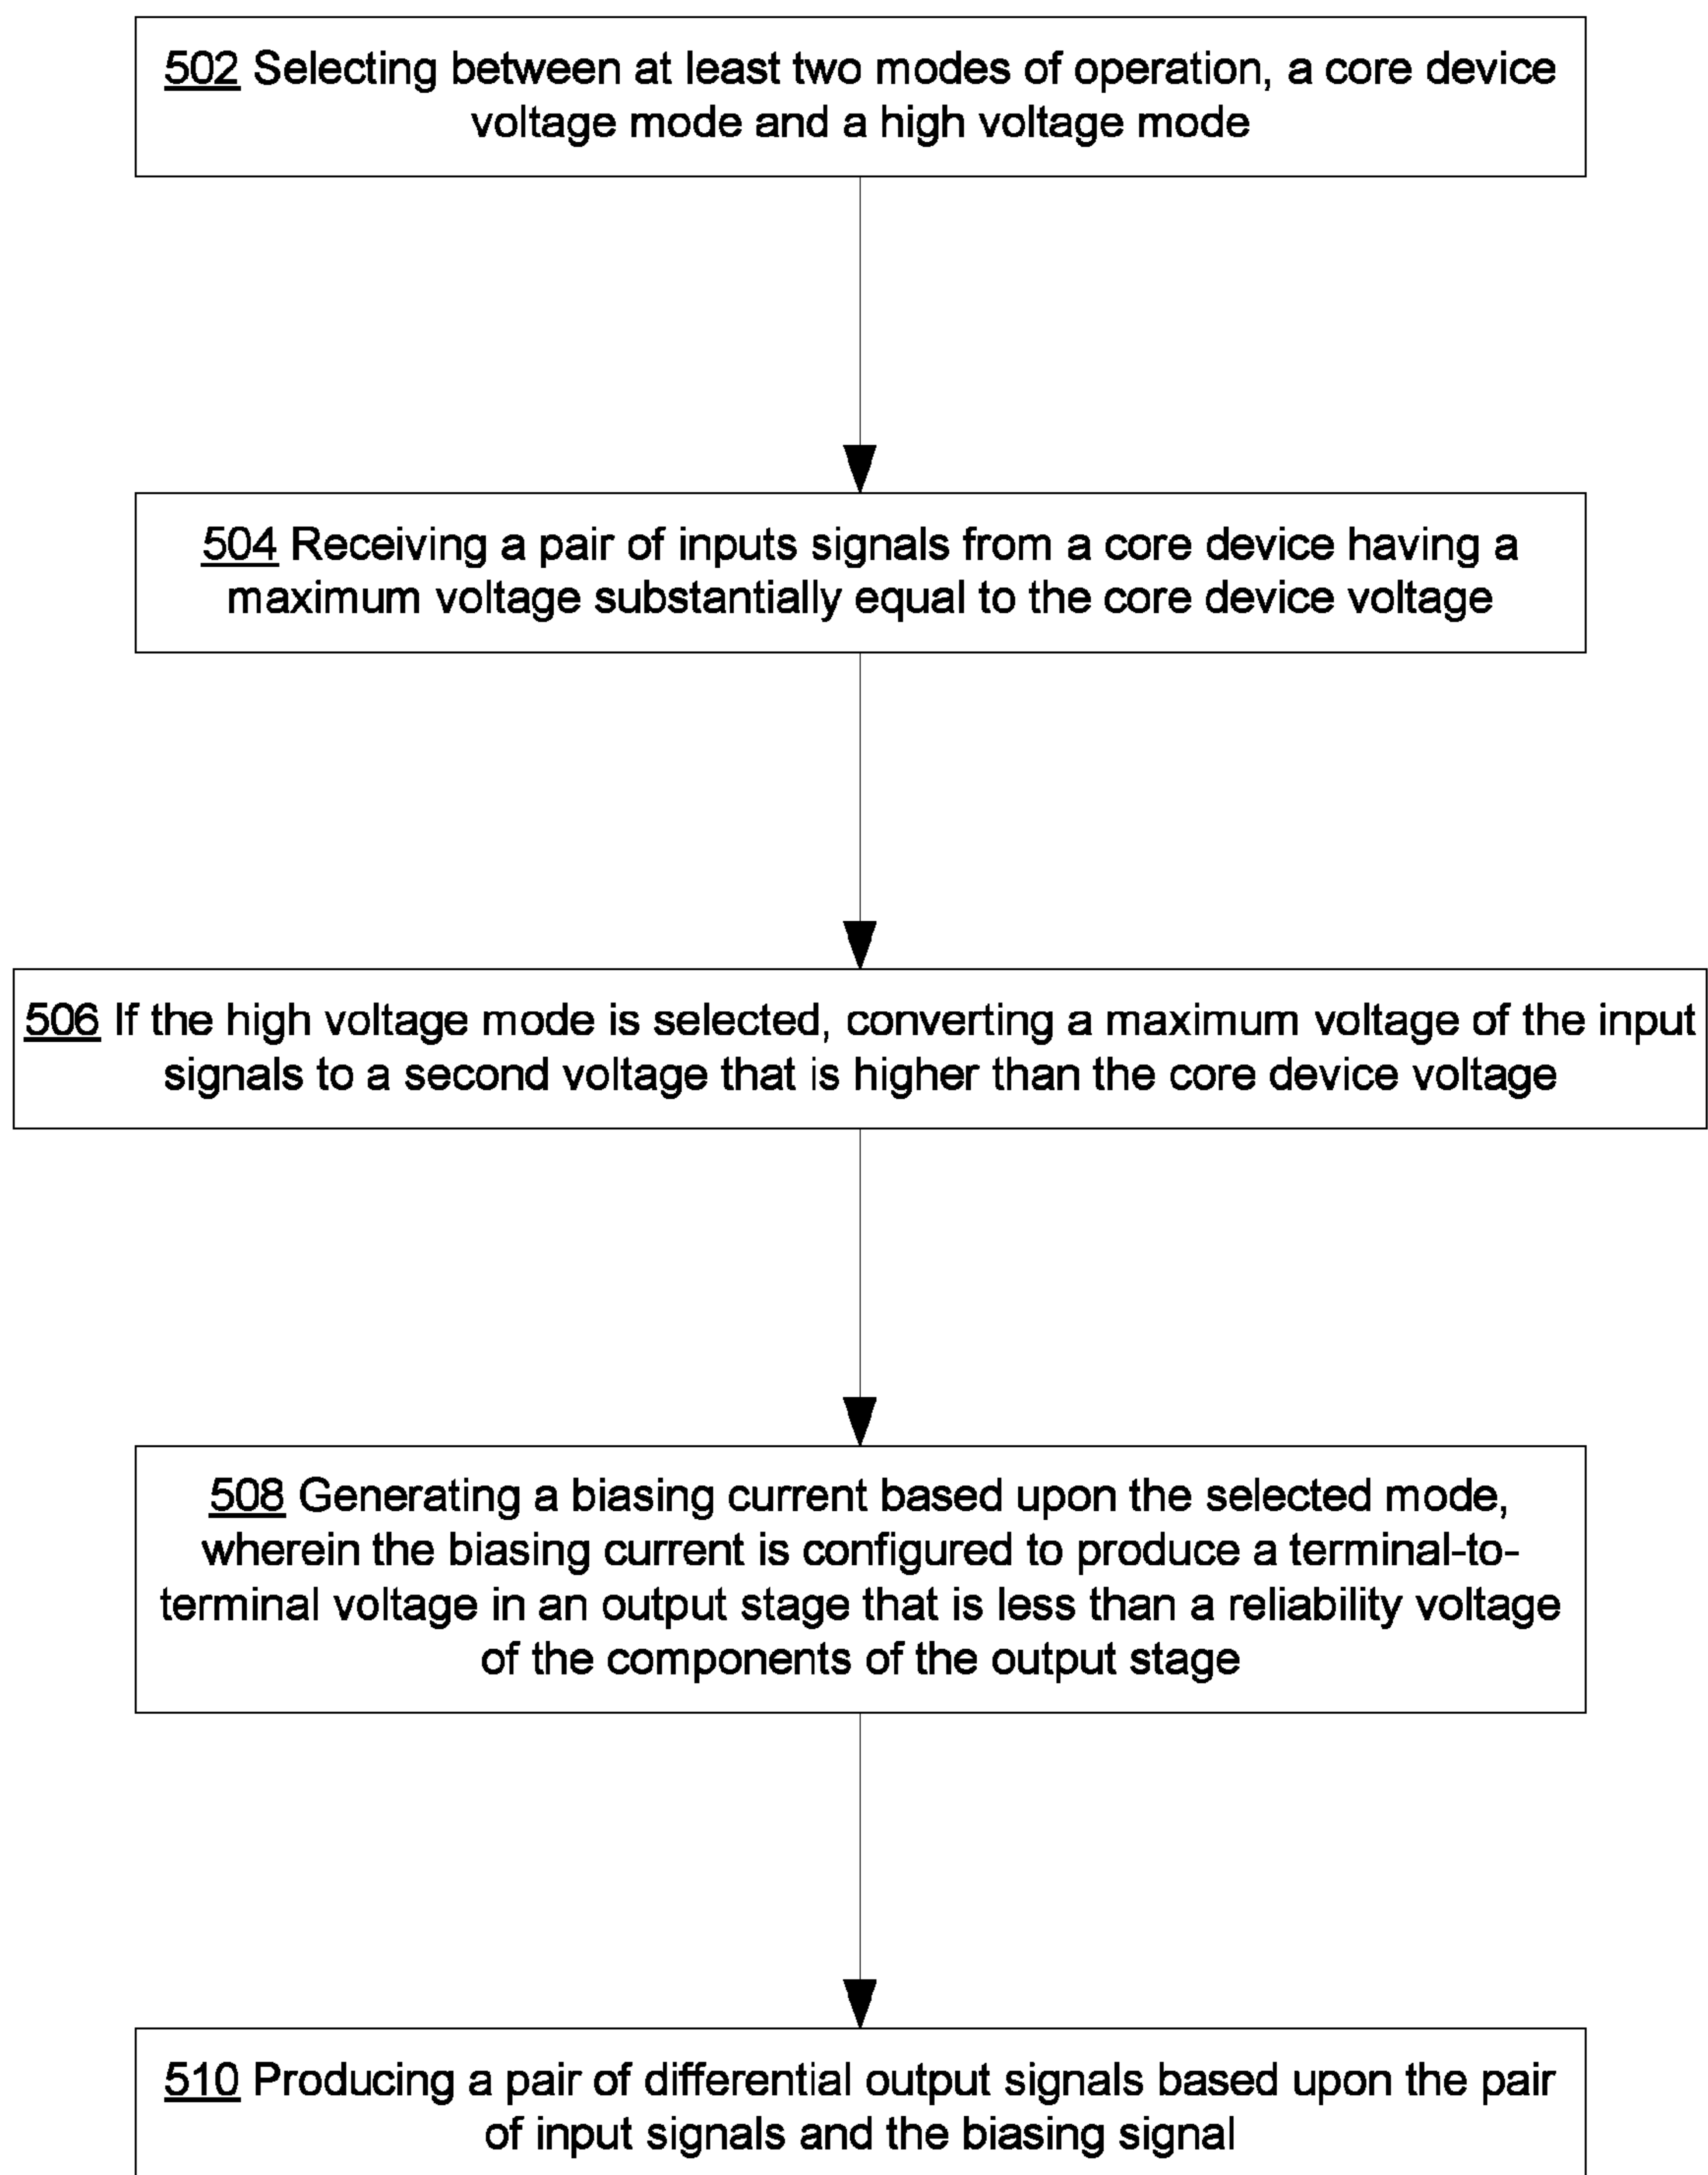 502 Selecting between at least two modes of operation, a core device
voltage mode and a high voltage mode
504 Receiving a pair of inputs signals from a core device having a
maximum voltage substantially equal to the core device voltage
506 If the high voltage mode is selected, converting a maximum voltage of the input
signals to a second voltage that is higher than the core device voltage
508 Generating a biasing current based upon the selected mode,
wherein the biasing current is configured to produce a terminal-to-
terminal voltage in an output stage that is less than a reliability voltage
of the components of the output stage
510 Producing a pair of differential output signals based upon the pair
of input signals and the biasing signal